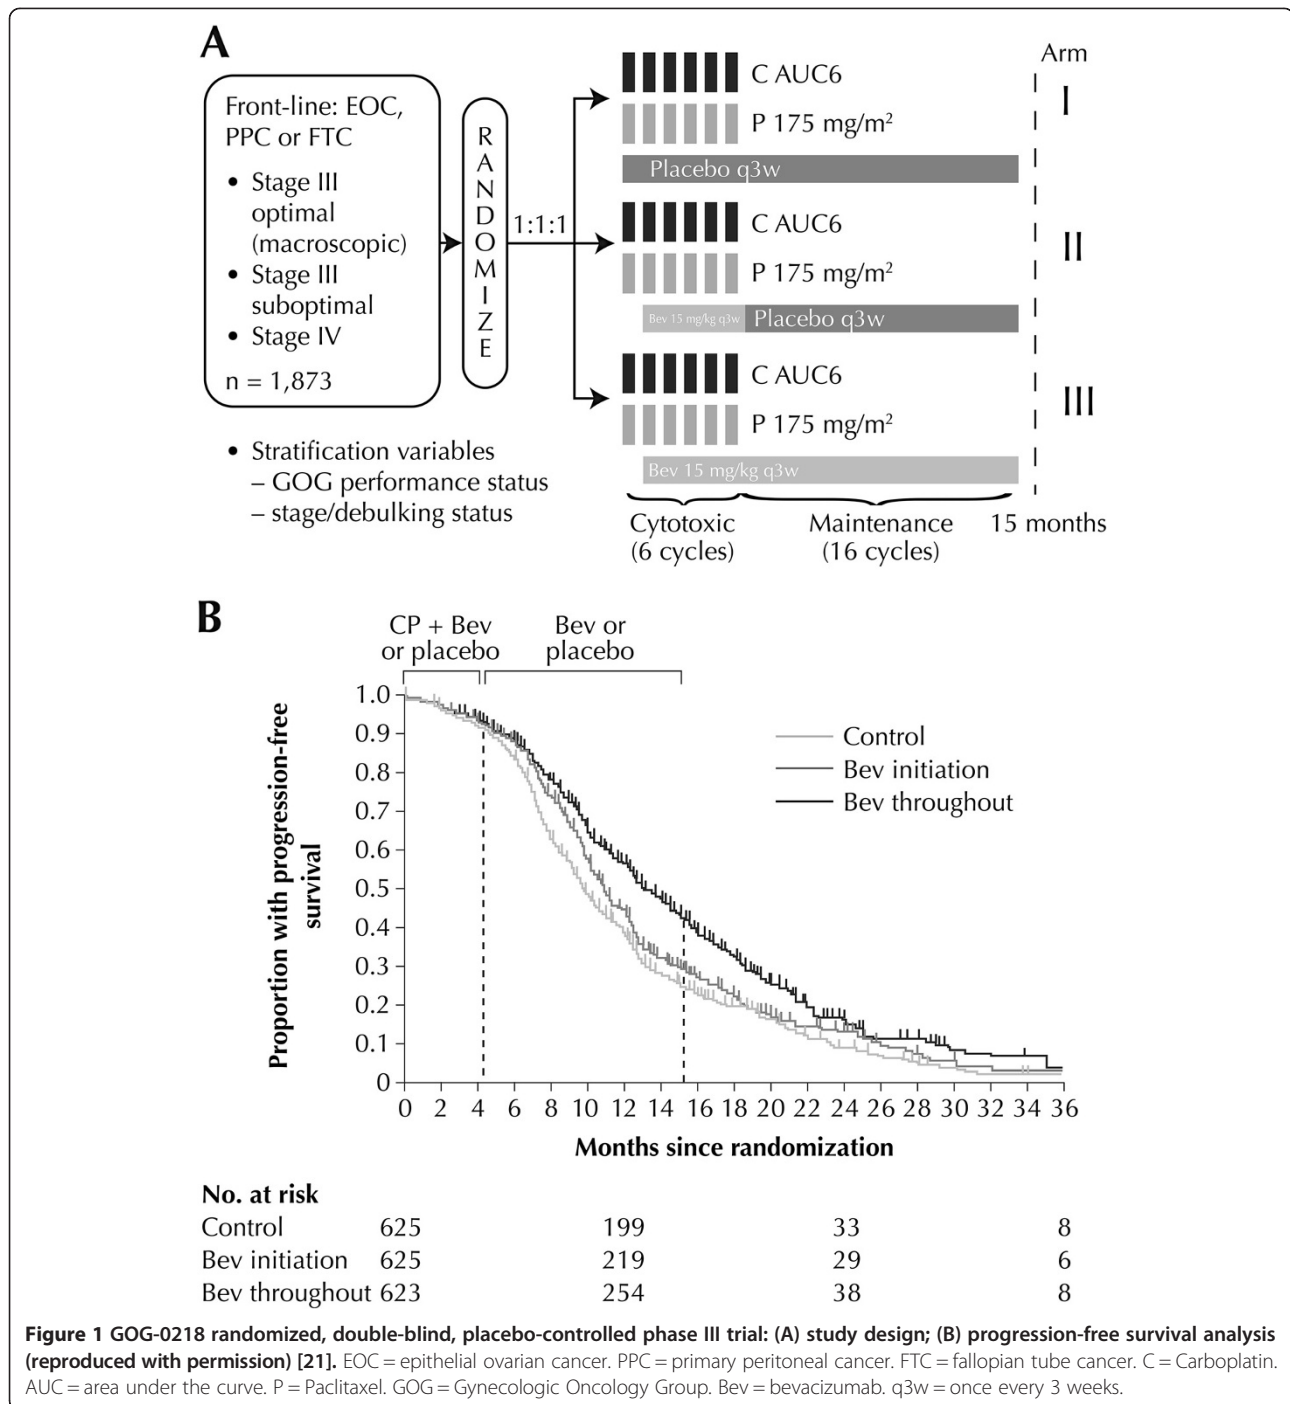 A
Front-line: EOC,
PPC or FTC
• Stage III
optimal
(macroscopic)
• Stage III
suboptimal
• Stage IV
n = 1,873
• Stratification variables
– GOG performance status
– stage/debulking status
RANDOMIZE
1:1:1
Arm
C AUC6
P 175 mg/m²
Placebo q3w
I
C AUC6
P 175 mg/m²
Bev 15 mg/kg q3w Placebo q3w
II
C AUC6
P 175 mg/m²
Bev 15 mg/kg q3w
III
Cytotoxic
(6 cycles)
Maintenance
(16 cycles)
15 months
B
CP + Bev
or placebo
Bev or
placebo
Proportion with progression-free
survival
1.0
0.9
0.8
0.7
0.6
0.5
0.4
0.3
0.2
0.1
0
Control
Bev initiation
Bev throughout
0 2 4 6 8 10 12 14 16 18 20 22 24 26 28 30 32 34 36
Months since randomization
No. at risk
Control 625 199 33 8
Bev initiation 625 219 29 6
Bev throughout 623 254 38 8
Figure 1 GOG-0218 randomized, double-blind, placebo-controlled phase III trial: (A) study design; (B) progression-free survival analysis
(reproduced with permission) [21]. EOC = epithelial ovarian cancer. PPC = primary peritoneal cancer. FTC = fallopian tube cancer. C = Carboplatin.
AUC = area under the curve. P = Paclitaxel. GOG = Gynecologic Oncology Group. Bev = bevacizumab. q3w = once every 3 weeks.